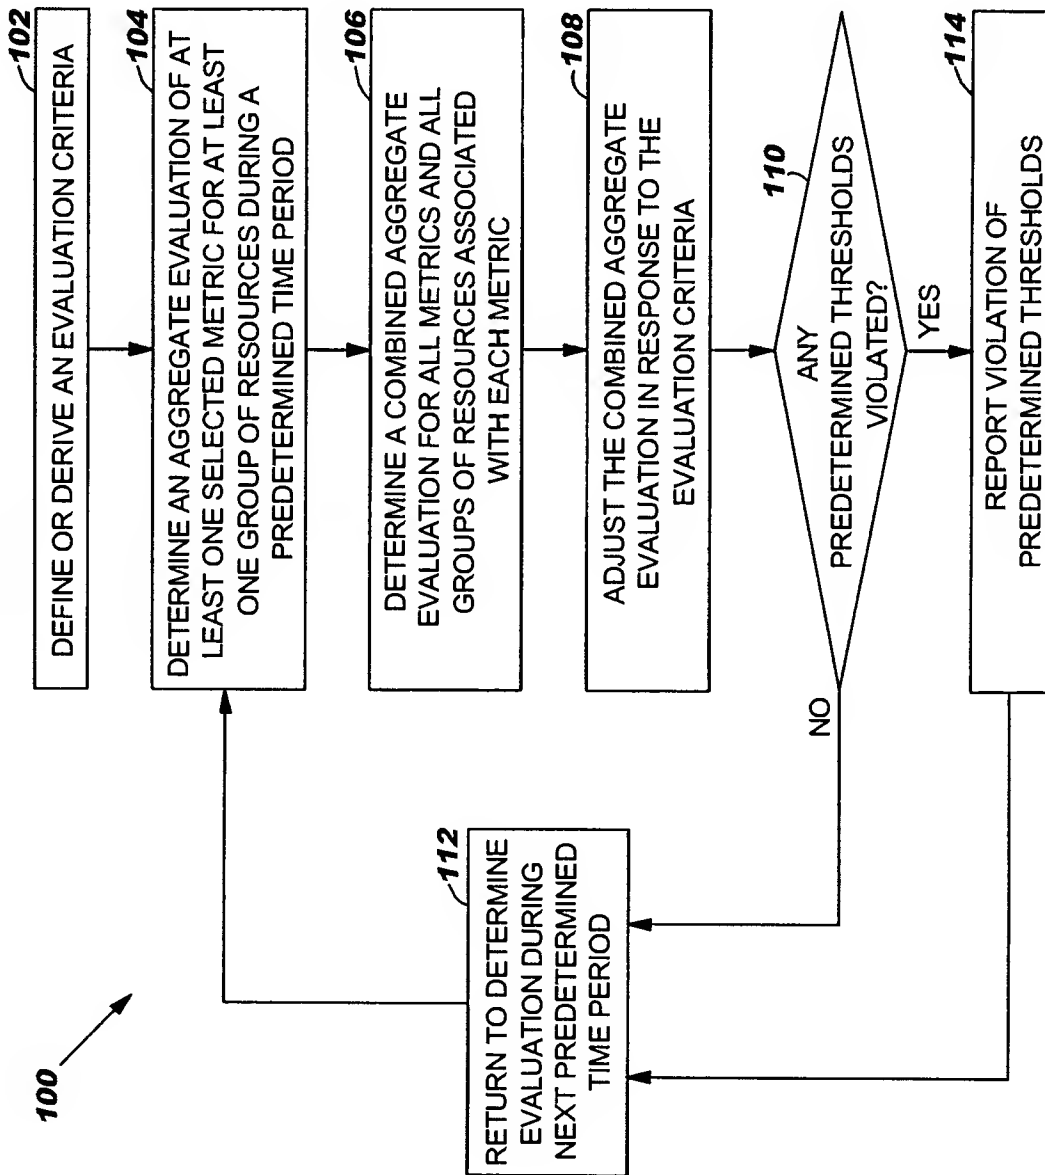 100
102
DEFINE OR DERIVE AN EVALUATION CRITERIA
104
DETERMINE AN AGGREGATE EVALUATION OF AT
LEAST ONE SELECTED METRIC FOR AT LEAST
ONE GROUP OF RESOURCES DURING A
PREDETERMINED TIME PERIOD
106
DETERMINE A COMBINED AGGREGATE
EVALUATION FOR ALL METRICS AND ALL
GROUPS OF RESOURCES ASSOCIATED
WITH EACH METRIC
108
ADJUST THE COMBINED AGGREGATE
EVALUATION IN RESPONSE TO THE
EVALUATION CRITERIA
110
ANY
PREDETERMINED THRESHOLDS
VIOLATED?
NO
YES
112
RETURN TO DETERMINE
EVALUATION DURING
NEXT PREDETERMINED
TIME PERIOD
114
REPORT VIOLATION OF
PREDETERMINED THRESHOLDS